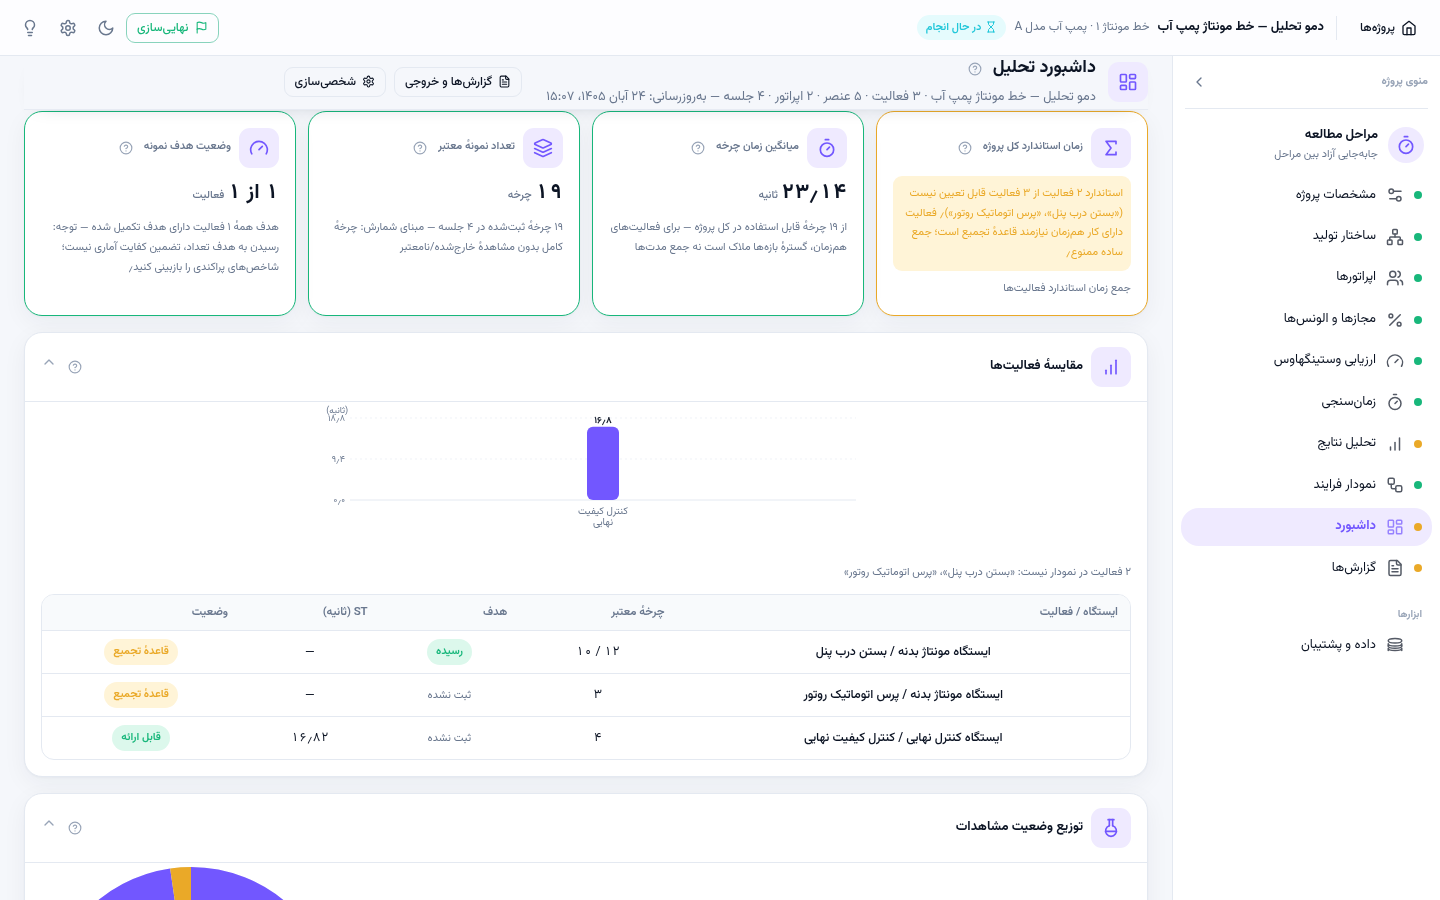 پروژه‌ها
دمو تحلیل — خط مونتاژ پمپ آب
خط مونتاژ ۱ · پمپ آب مدل A
در حال انجام
نهایی‌سازی
منوی پروژه
مراحل مطالعه
جابه‌جایی آزاد بین مراحل
مشخصات پروژه
ساختار تولید
اپراتورها
مجازها و الونس‌ها
ارزیابی وستینگهاوس
زمان‌سنجی
تحلیل نتایج
نمودار فرایند
داشبورد
گزارش‌ها
ابزارها
داده و پشتیبان
داشبورد تحلیل
دمو تحلیل — خط مونتاژ پمپ آب · ۳ فعالیت · ۵ عنصر · ۲ اپراتور · ۴ جلسه — به‌روزرسانی: ۲۴ آبان ۱۴۰۵، ۱۵:۰۷
گزارش‌ها و خروجی
شخصی‌سازی
زمان استاندارد کل پروژه
استاندارد ۲ فعالیت از ۳ فعالیت قابل تعیین نیست
(«بستن درب پنل»، «پرس اتوماتیک روتور»)٫ فعالیت
دارای کار هم‌زمان نیازمند قاعدهٔ تجمیع است؛ جمع
ساده ممنوع٫
جمع زمان استاندارد فعالیت‌ها
میانگین زمان چرخه
۲۳٫۱۴ ثانیه
از ۱۹ چرخهٔ قابل استفاده در کل پروژه — برای فعالیت‌های
هم‌زمان، گسترهٔ بازه‌ها ملاک است نه جمع مدت‌ها
تعداد نمونهٔ معتبر
۱۹ چرخه
۱۹ چرخهٔ ثبت‌شده در ۴ جلسه — مبنای شمارش: چرخهٔ
کامل بدون مشاهدهٔ خارج‌شده/نامعتبر
وضعیت هدف نمونه
۱ از ۱ فعالیت
هدف همهٔ ۱ فعالیت دارای هدف تکمیل شده — توجه:
رسیدن به هدف تعداد، تضمین کفایت آماری نیست؛
شاخص‌های پراکندی را بازبینی کنید٫
مقایسهٔ فعالیت‌ها
(ثانیه)
۱۸٫۸
۹٫۴
۰٫۰
۱۶٫۸
کنترل کیفیت
نهایی
۲ فعالیت در نمودار نیست: «بستن درب پنل»، «پرس اتوماتیک روتور»
ایستگاه / فعالیت	چرخهٔ معتبر	هدف	ST (ثانیه)	وضعیت
ایستگاه مونتاژ بدنه / بستن درب پنل	۱۲ / ۱۰	رسیده	—	قاعدهٔ تجمیع
ایستگاه مونتاژ بدنه / پرس اتوماتیک روتور	۳	ثبت نشده	—	قاعدهٔ تجمیع
ایستگاه کنترل نهایی / کنترل کیفیت نهایی	۴	ثبت نشده	۱۶٫۸۲	قابل ارائه
توزیع وضعیت مشاهدات